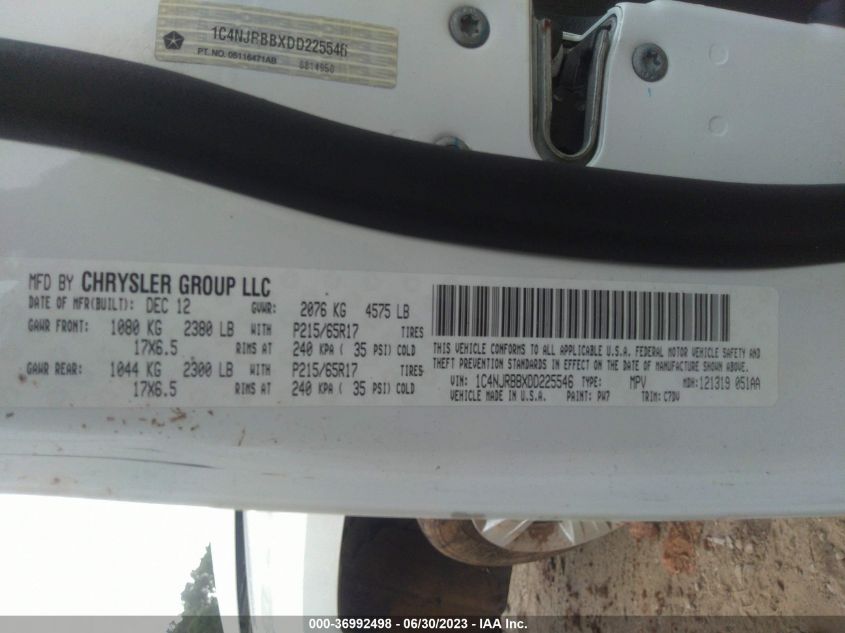 1C4NJRBBXDD225546
PT. NO. 05116471AB
6814950
MFD BY CHRYSLER GROUP LLC
DATE OF MFR(BUILT): DEC 12 GVWR: 2076 KG 4575 LB
GAWR FRONT: 1080 KG 2380 LB WITH P215/65R17 TIRES
17X6.5 RIMS AT 240 KPA ( 35 PSI) COLD
GAWR REAR: 1044 KG 2300 LB WITH P215/65R17 TIRES
17X6.5 RIMS AT 240 KPA ( 35 PSI) COLD
THIS VEHICLE CONFORMS TO ALL APPLICABLE U.S.A. FEDERAL MOTOR VEHICLE SAFETY AND
THEFT PREVENTION STANDARDS IN EFFECT ON THE DATE OF MANUFACTURE SHOWN ABOVE.
VIN: 1C4NJRBBXDD225546 TYPE: MPV MDH: 121319 051AA
VEHICLE MADE IN U.S.A. PAINT: PW7 TRIM: C7DV
000-36992498 - 06/30/2023 - IAA Inc.